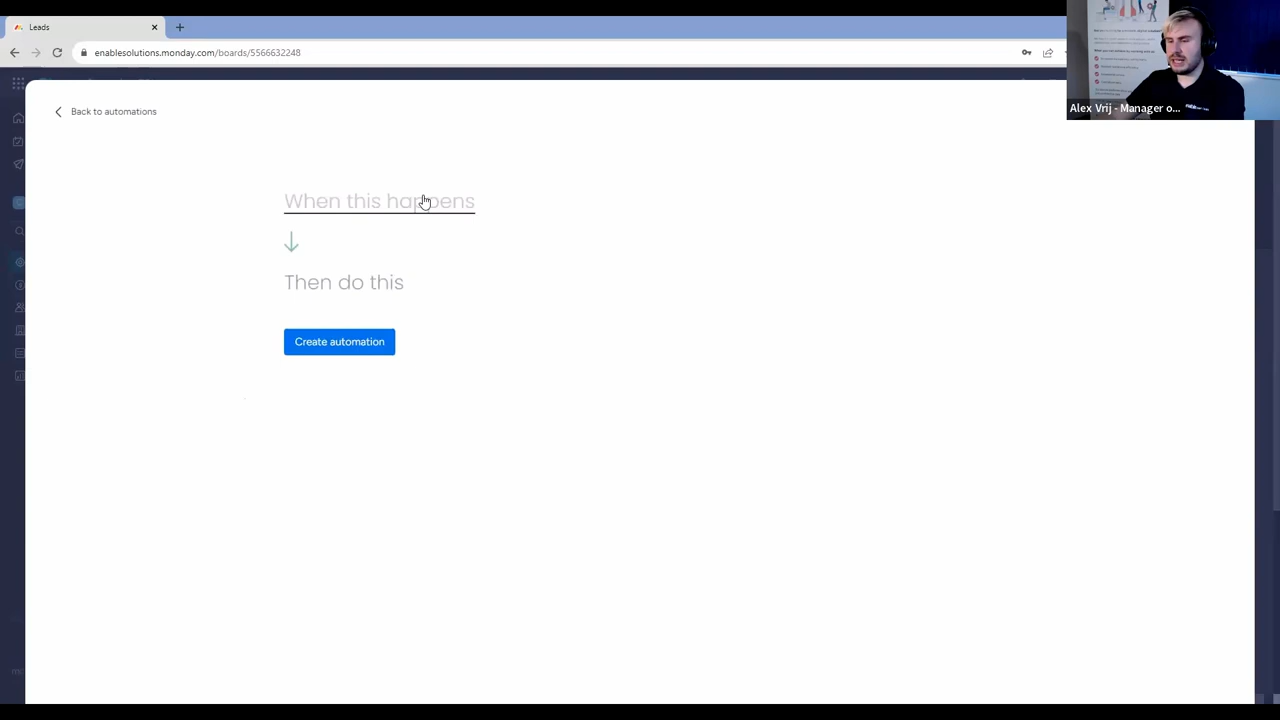 Leads
enablesolutions.monday.com/boards/5566632248
Alex Vrij - Manager o...
Back to automations
When this happens
Then do this
Create automation